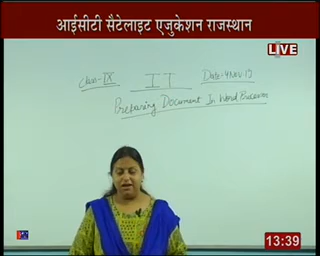 आईसीटी सैटेलाइट एजुकेशन राजस्थान
LIVE
Class-IX IT Date-4 Nov 17
Preparing Document In Word Processor
13:39